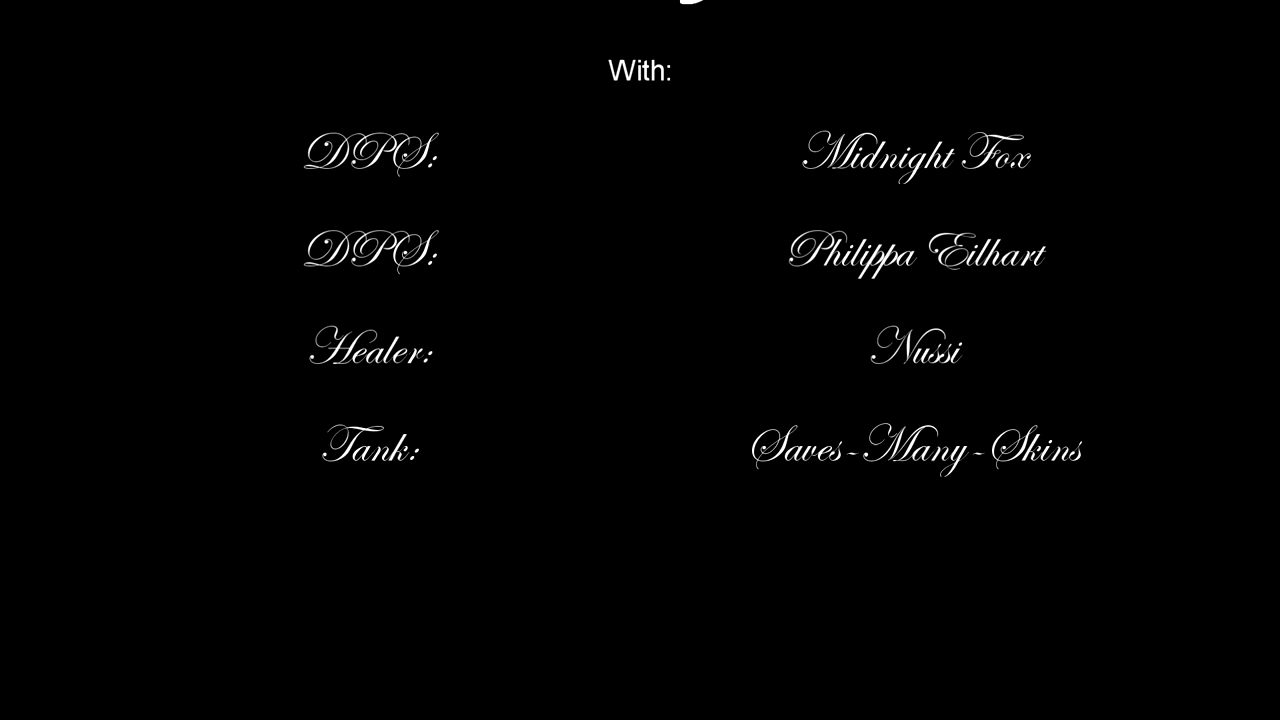 With:
DPS: Midnight Fox
DPS: Philippa Eilhart
Healer: Nussi
Tank: Saves-Many-Skins